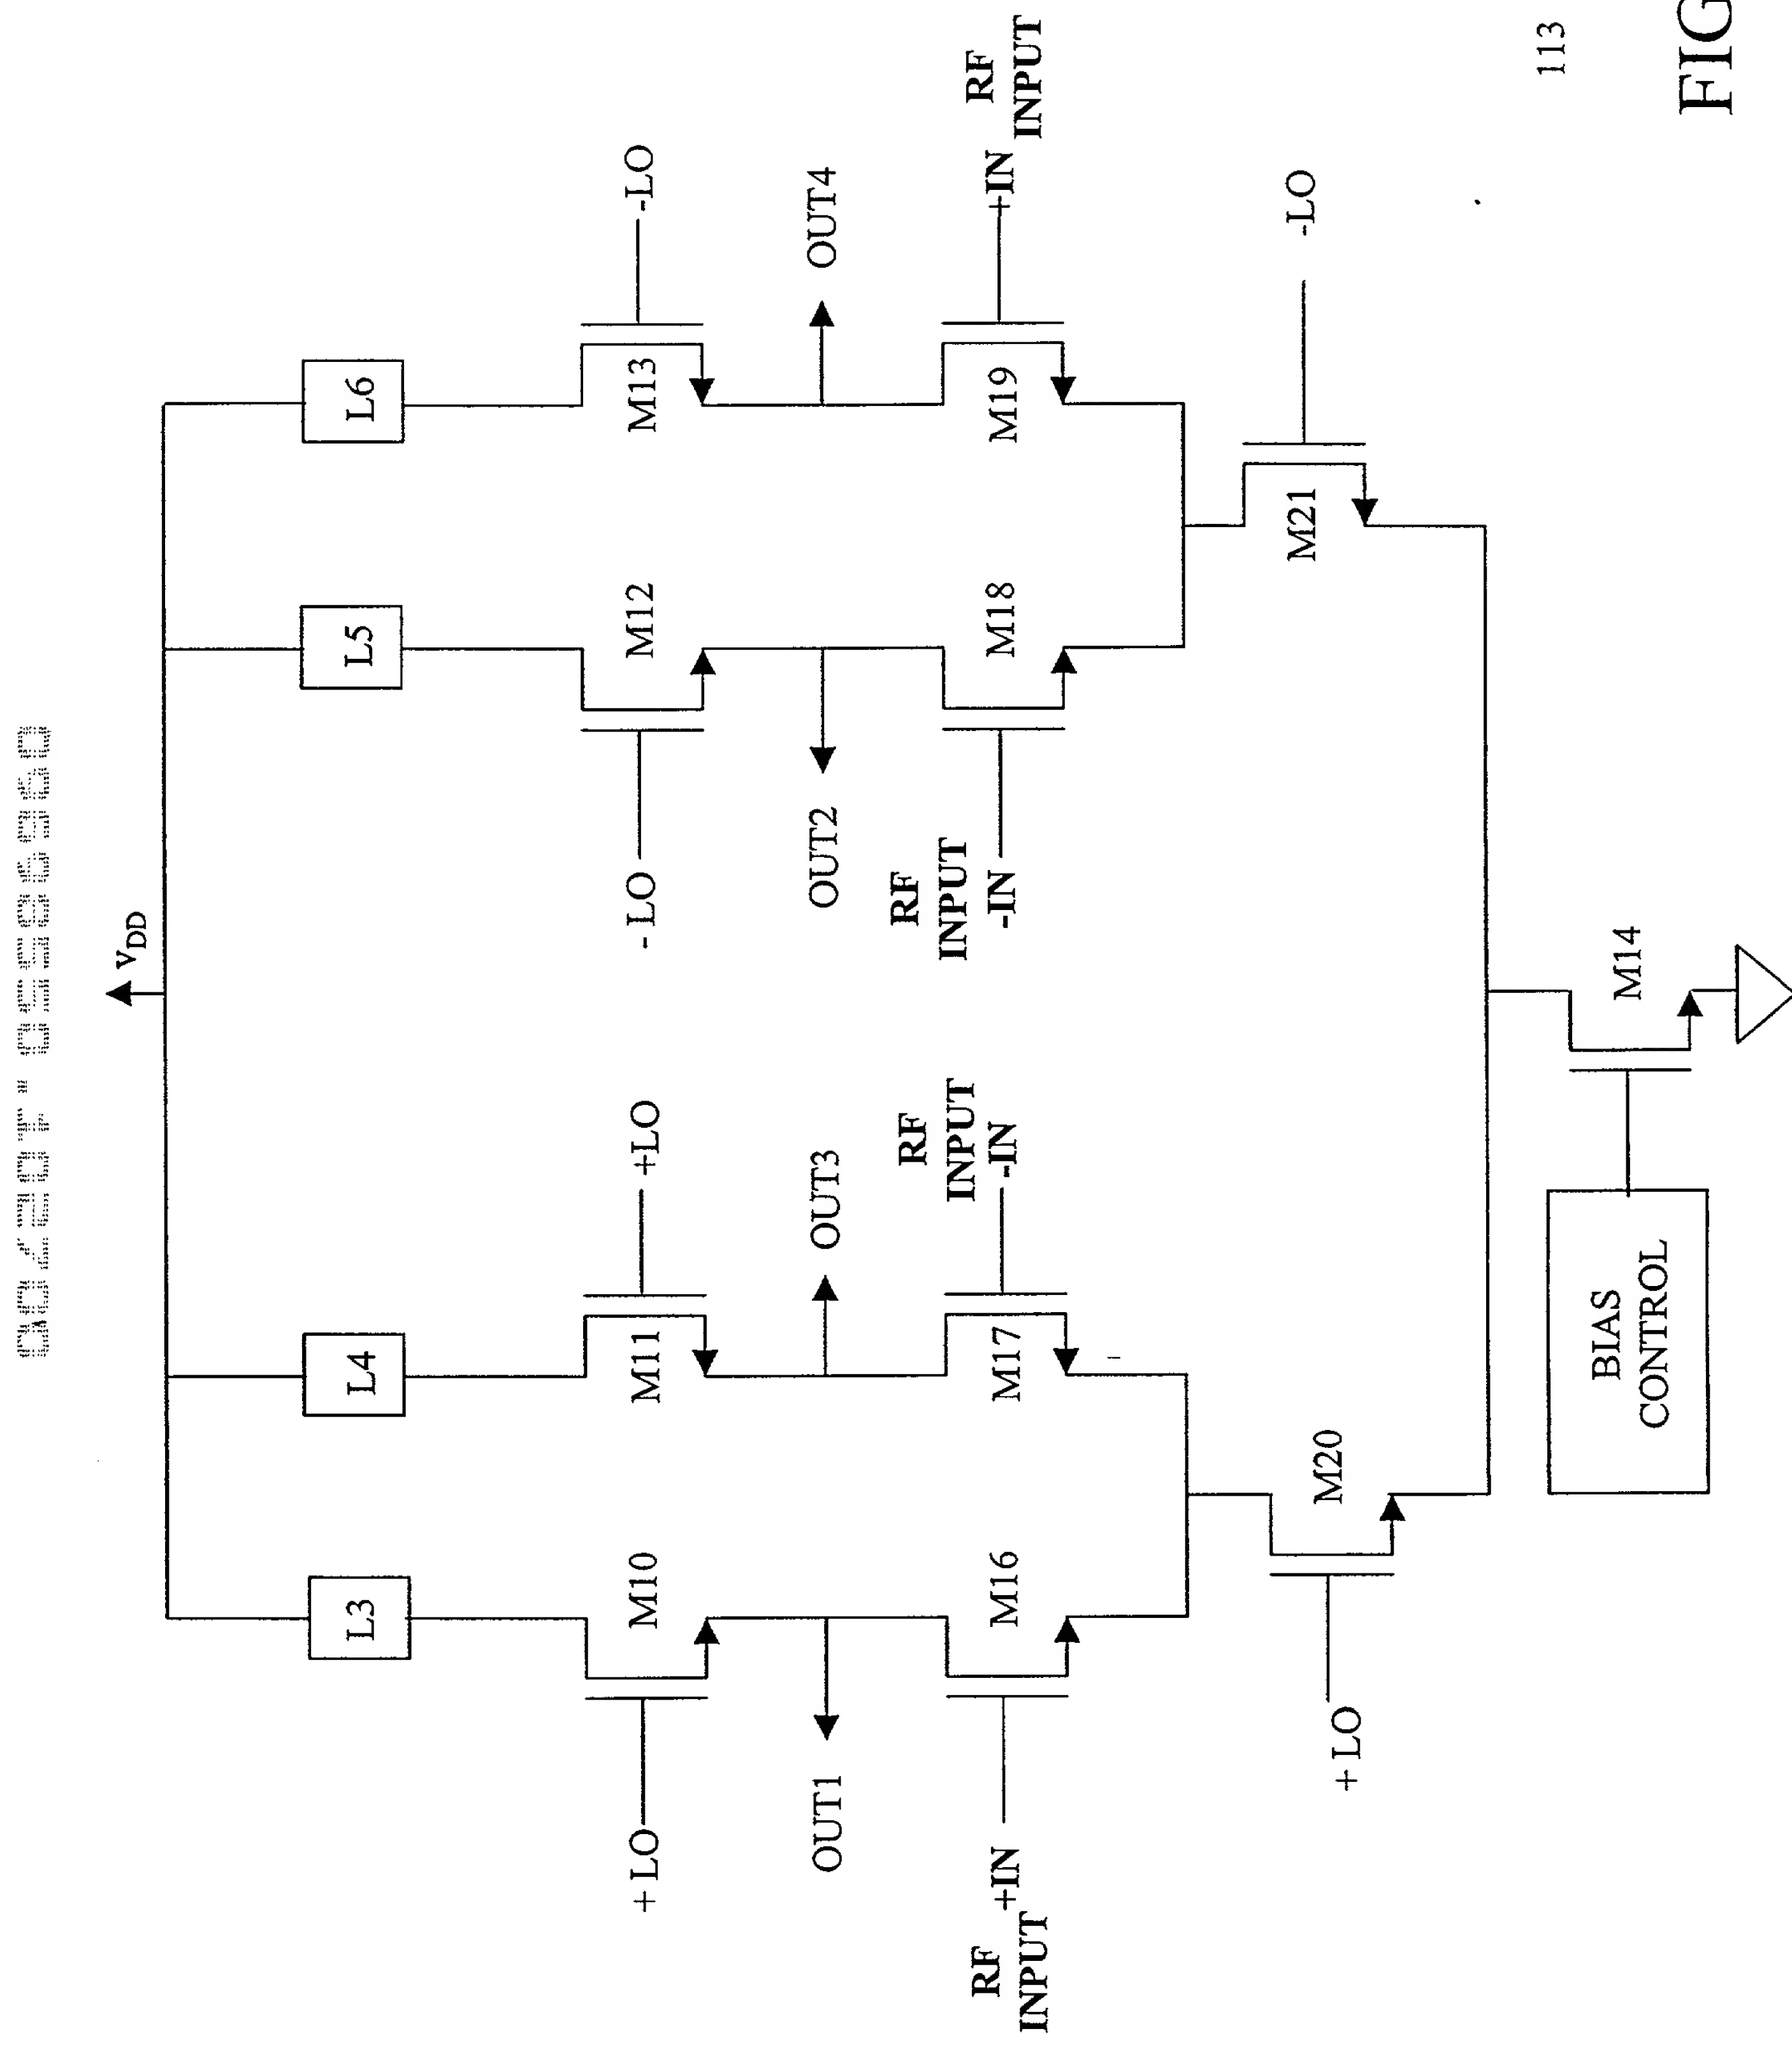 VDD
L3
L4
L5
L6
+ LO
M10
M11
+LO
- LO
M12
M13
-LO
OUT1
OUT3
OUT2
OUT4
RF
INPUT
+IN
M16
M17
RF
INPUT
-IN
RF
INPUT
-IN
M18
M19
+IN
RF
INPUT
+ LO
M20
M21
-LO
BIAS
CONTROL
M14
113
FIG